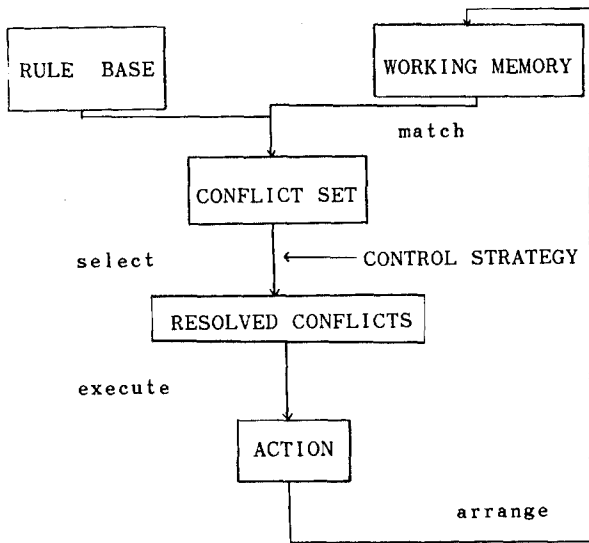 RULE BASE
WORKING MEMORY
match
CONFLICT SET
select
CONTROL STRATEGY
RESOLVED CONFLICTS
execute
ACTION
arrange